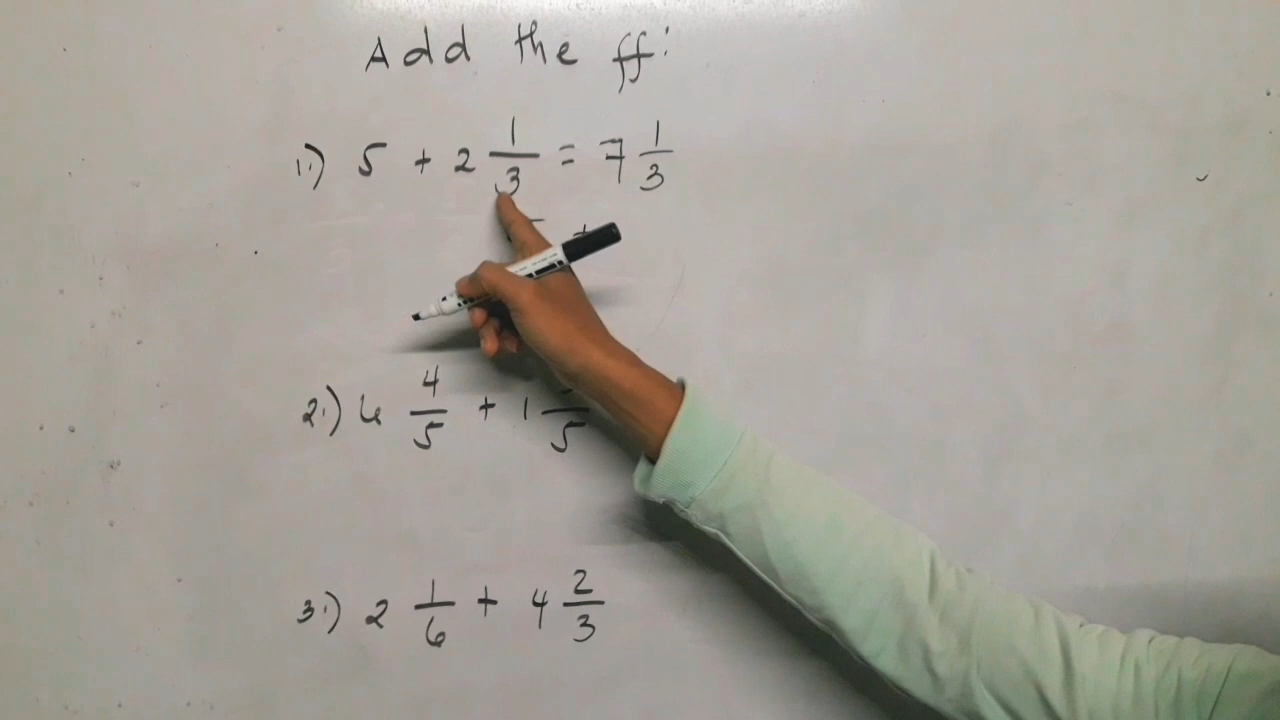 Add the ff:
1.) 5 + 2 1/3 = 7 1/3
2.) 6 4/5 + 1 /5
3.) 2 1/6 + 4 2/3